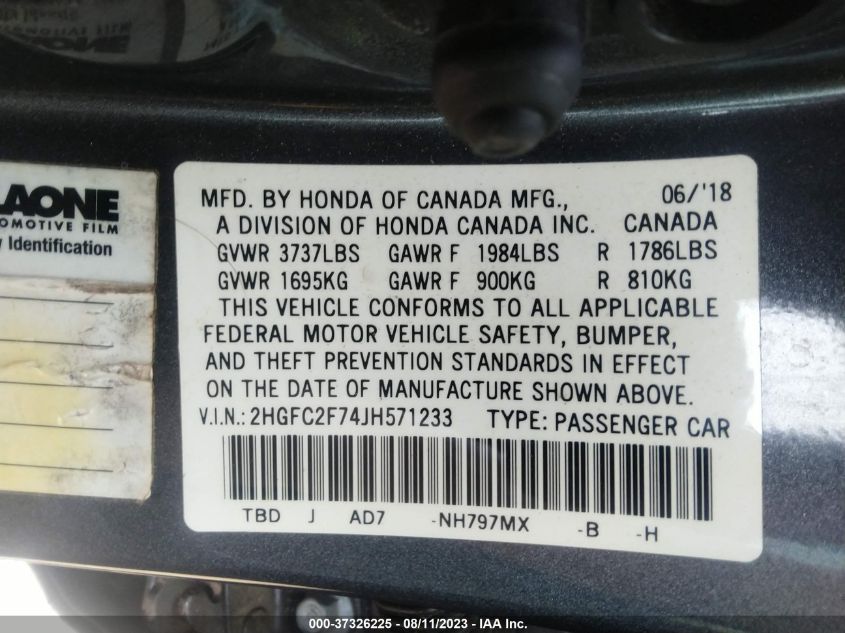 LAONE
OMOTIVE FILM
y Identification
MFD. BY HONDA OF CANADA MFG., 06/'18
A DIVISION OF HONDA CANADA INC. CANADA
GVWR 3737LBS GAWR F 1984LBS R 1786LBS
GVWR 1695KG GAWR F 900KG R 810KG
THIS VEHICLE CONFORMS TO ALL APPLICABLE
FEDERAL MOTOR VEHICLE SAFETY, BUMPER,
AND THEFT PREVENTION STANDARDS IN EFFECT
ON THE DATE OF MANUFACTURE SHOWN ABOVE.
V.I.N.: 2HGFC2F74JH571233 TYPE: PASSENGER CAR
TBD J AD7 -NH797MX -B -H
000-37326225 - 08/11/2023 - IAA Inc.